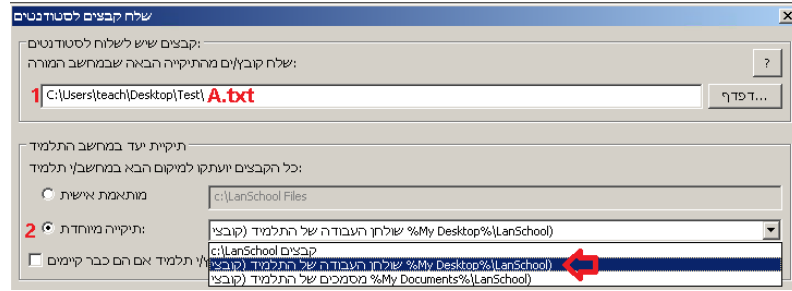 שלח קבצים לסטודנטים
קבצים שיש לשלוח לסטודנטים:
שלח קובץ/ים מהתיקייה הבאה שבמחשב המורה:
?
1 C:\Users\teach\Desktop\Test\ A.txt
דפדף...
תיקיית יעד במחשב התלמיד
כל הקבצים יועתקו למיקום הבא במחשב/י תלמיד:
מותאמת אישית c:\LanSchool Files
2 תיקייה מיוחדת: שולחן העבודה של התלמיד (קובצי %My Desktop%\LanSchool)
c:\LanSchool קבצים
שולחן העבודה של התלמיד (קובצי %My Desktop%\LanSchool)
מסמכים של התלמיד (קובצי %My Documents%\LanSchool)
/י תלמיד אם הם כבר קיימים